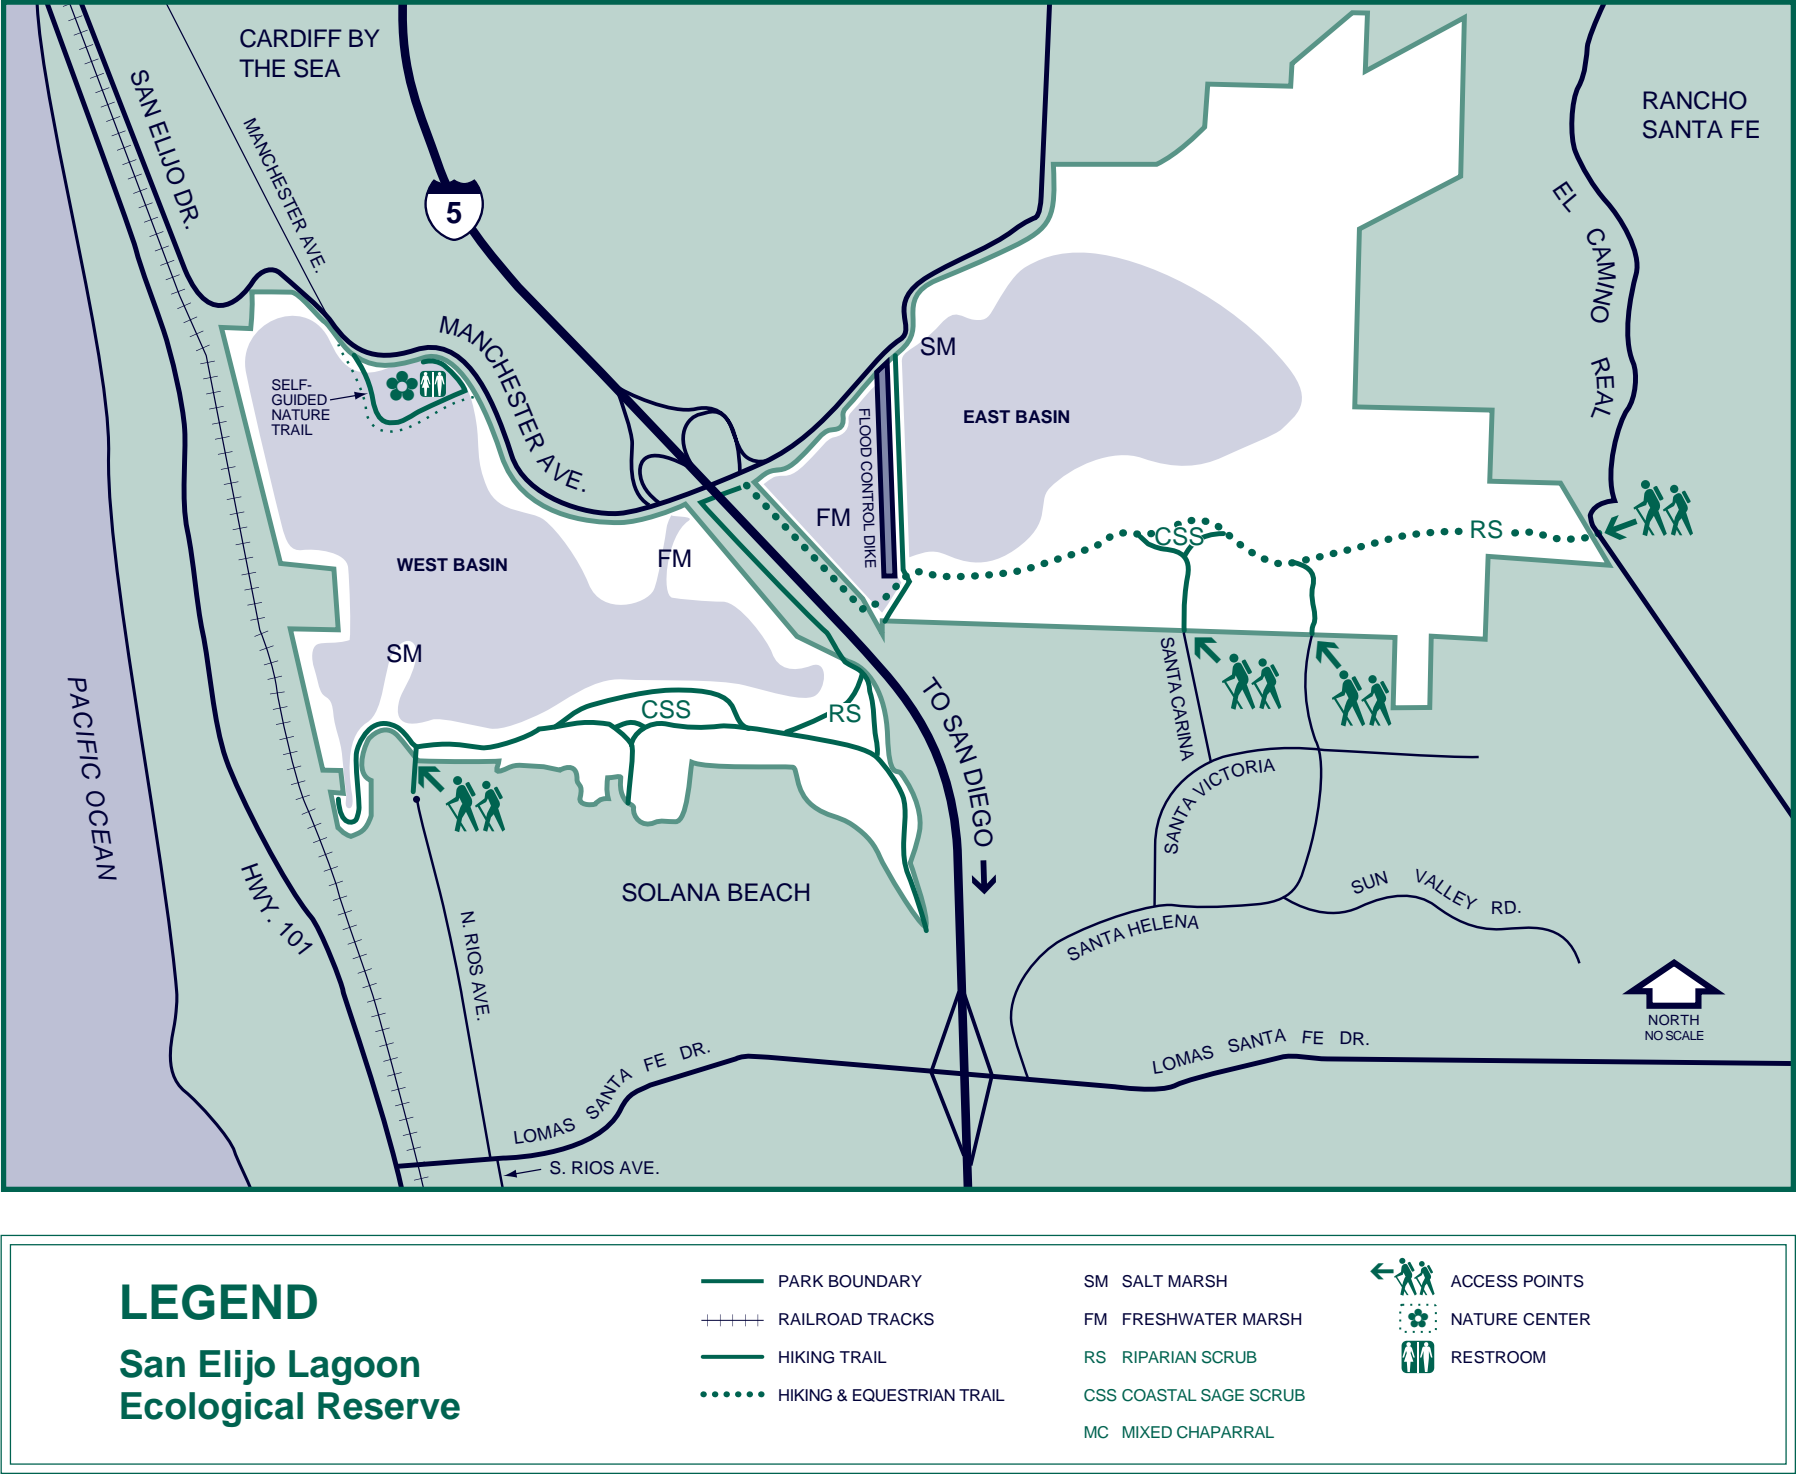 CARDIFF BY
THE SEA
SAN ELIJO DR.
MANCHESTER AVE.
5
RANCHO
SANTA FE
EL CAMINO REAL
MANCHESTER AVE.
SELF-
GUIDED
NATURE
TRAIL
SM
EAST BASIN
FLOOD CONTROL DIKE
FM
CSS
RS
WEST BASIN
FM
SM
CSS
RS
PACIFIC OCEAN
TO SAN DIEGO
SANTA CARINA
SANTA VICTORIA
HWY. 101
SOLANA BEACH
N. RIOS AVE.
SANTA HELENA
SUN VALLEY RD.
NORTH
NO SCALE
LOMAS SANTA FE DR.
LOMAS SANTA FE DR.
S. RIOS AVE.
LEGEND
San Elijo Lagoon
Ecological Reserve
PARK BOUNDARY
RAILROAD TRACKS
HIKING TRAIL
HIKING & EQUESTRIAN TRAIL
SM SALT MARSH
FM FRESHWATER MARSH
RS RIPARIAN SCRUB
CSS COASTAL SAGE SCRUB
MC MIXED CHAPARRAL
ACCESS POINTS
NATURE CENTER
RESTROOM